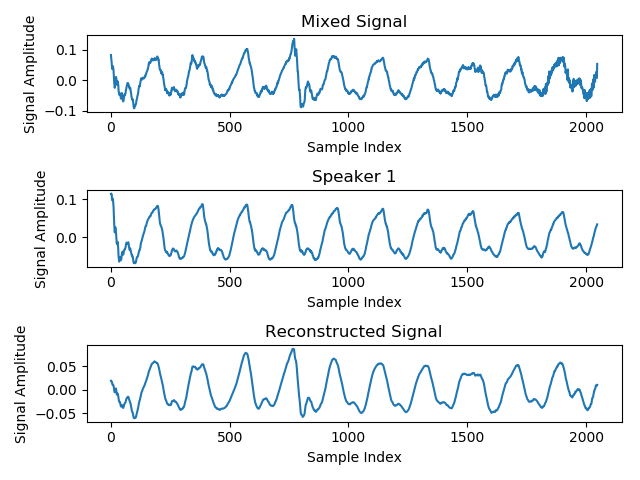 Mixed Signal
Signal Amplitude
0.1
0.0
−0.1
0 500 1000 1500 2000
Sample Index
Speaker 1
Signal Amplitude
0.1
0.0
0 500 1000 1500 2000
Sample Index
Reconstructed Signal
Signal Amplitude
0.05
0.00
−0.05
0 500 1000 1500 2000
Sample Index